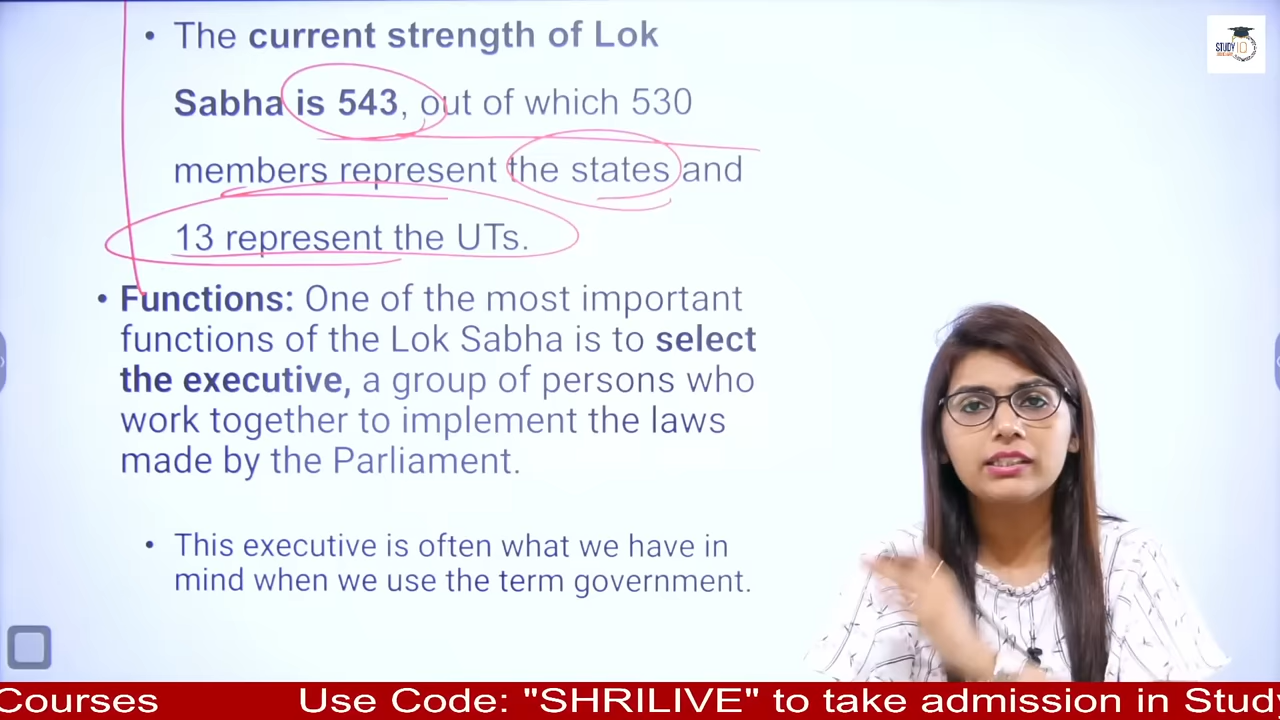 • The current strength of Lok
Sabha is 543, out of which 530
members represent the states and
13 represent the UTs.
• Functions: One of the most important
functions of the Lok Sabha is to select
the executive, a group of persons who
work together to implement the laws
made by the Parliament.
• This executive is often what we have in
mind when we use the term government.
STUDY IQ
Courses Use Code: "SHRILIVE" to take admission in Study